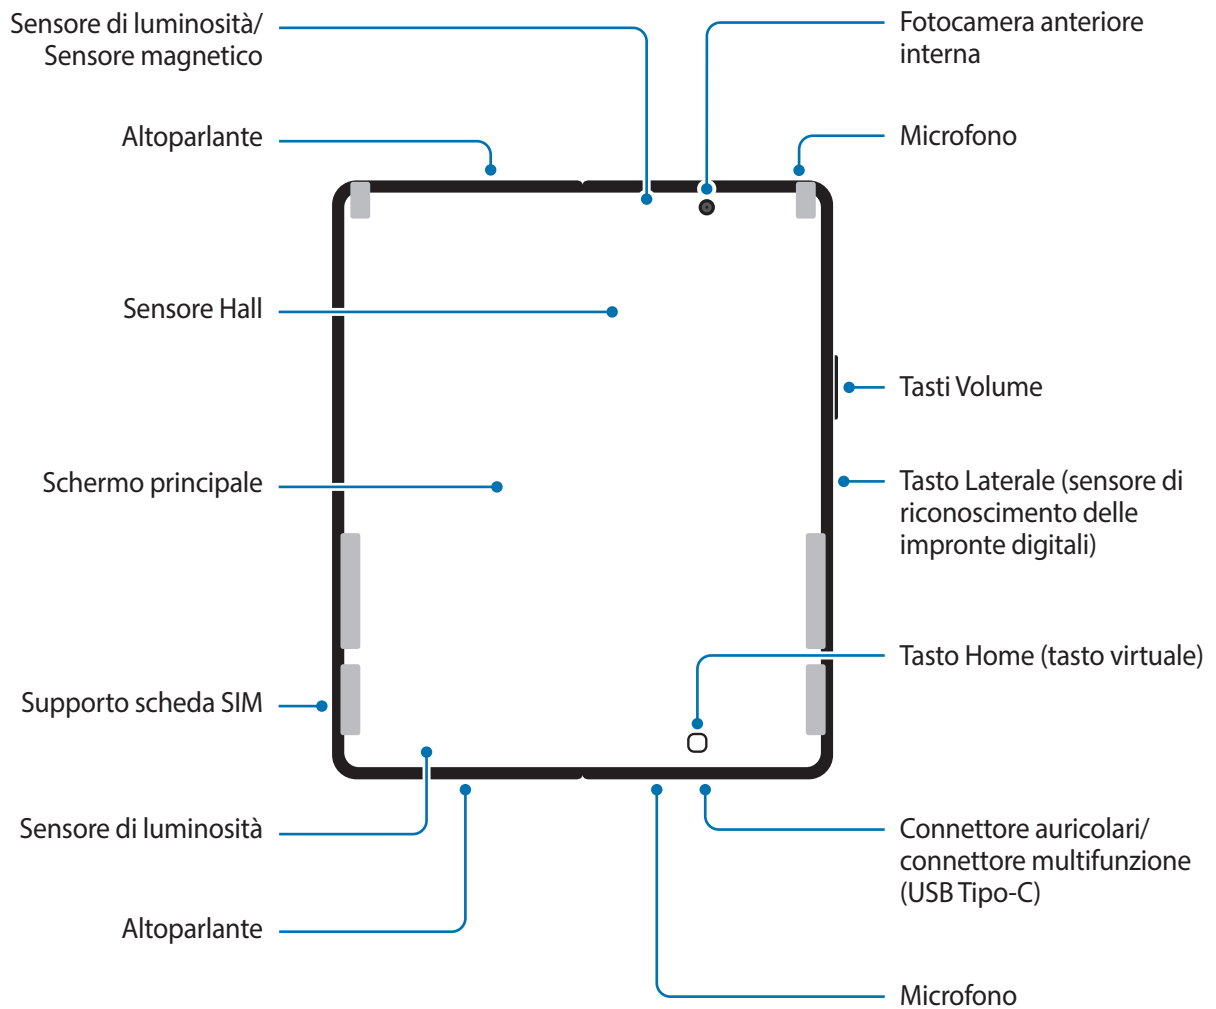 Sensore di luminosità/
Sensore magnetico
Altoparlante
Sensore Hall
Schermo principale
Supporto scheda SIM
Sensore di luminosità
Altoparlante
Fotocamera anteriore
interna
Microfono
Tasti Volume
Tasto Laterale (sensore di
riconoscimento delle
impronte digitali)
Tasto Home (tasto virtuale)
Connettore auricolari/
connettore multifunzione
(USB Tipo-C)
Microfono